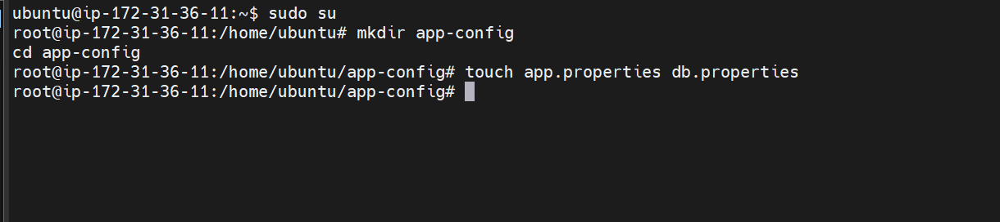 ubuntu@ip-172-31-36-11:~$ sudo su
root@ip-172-31-36-11:/home/ubuntu# mkdir app-config
cd app-config
root@ip-172-31-36-11:/home/ubuntu/app-config# touch app.properties db.properties
root@ip-172-31-36-11:/home/ubuntu/app-config#